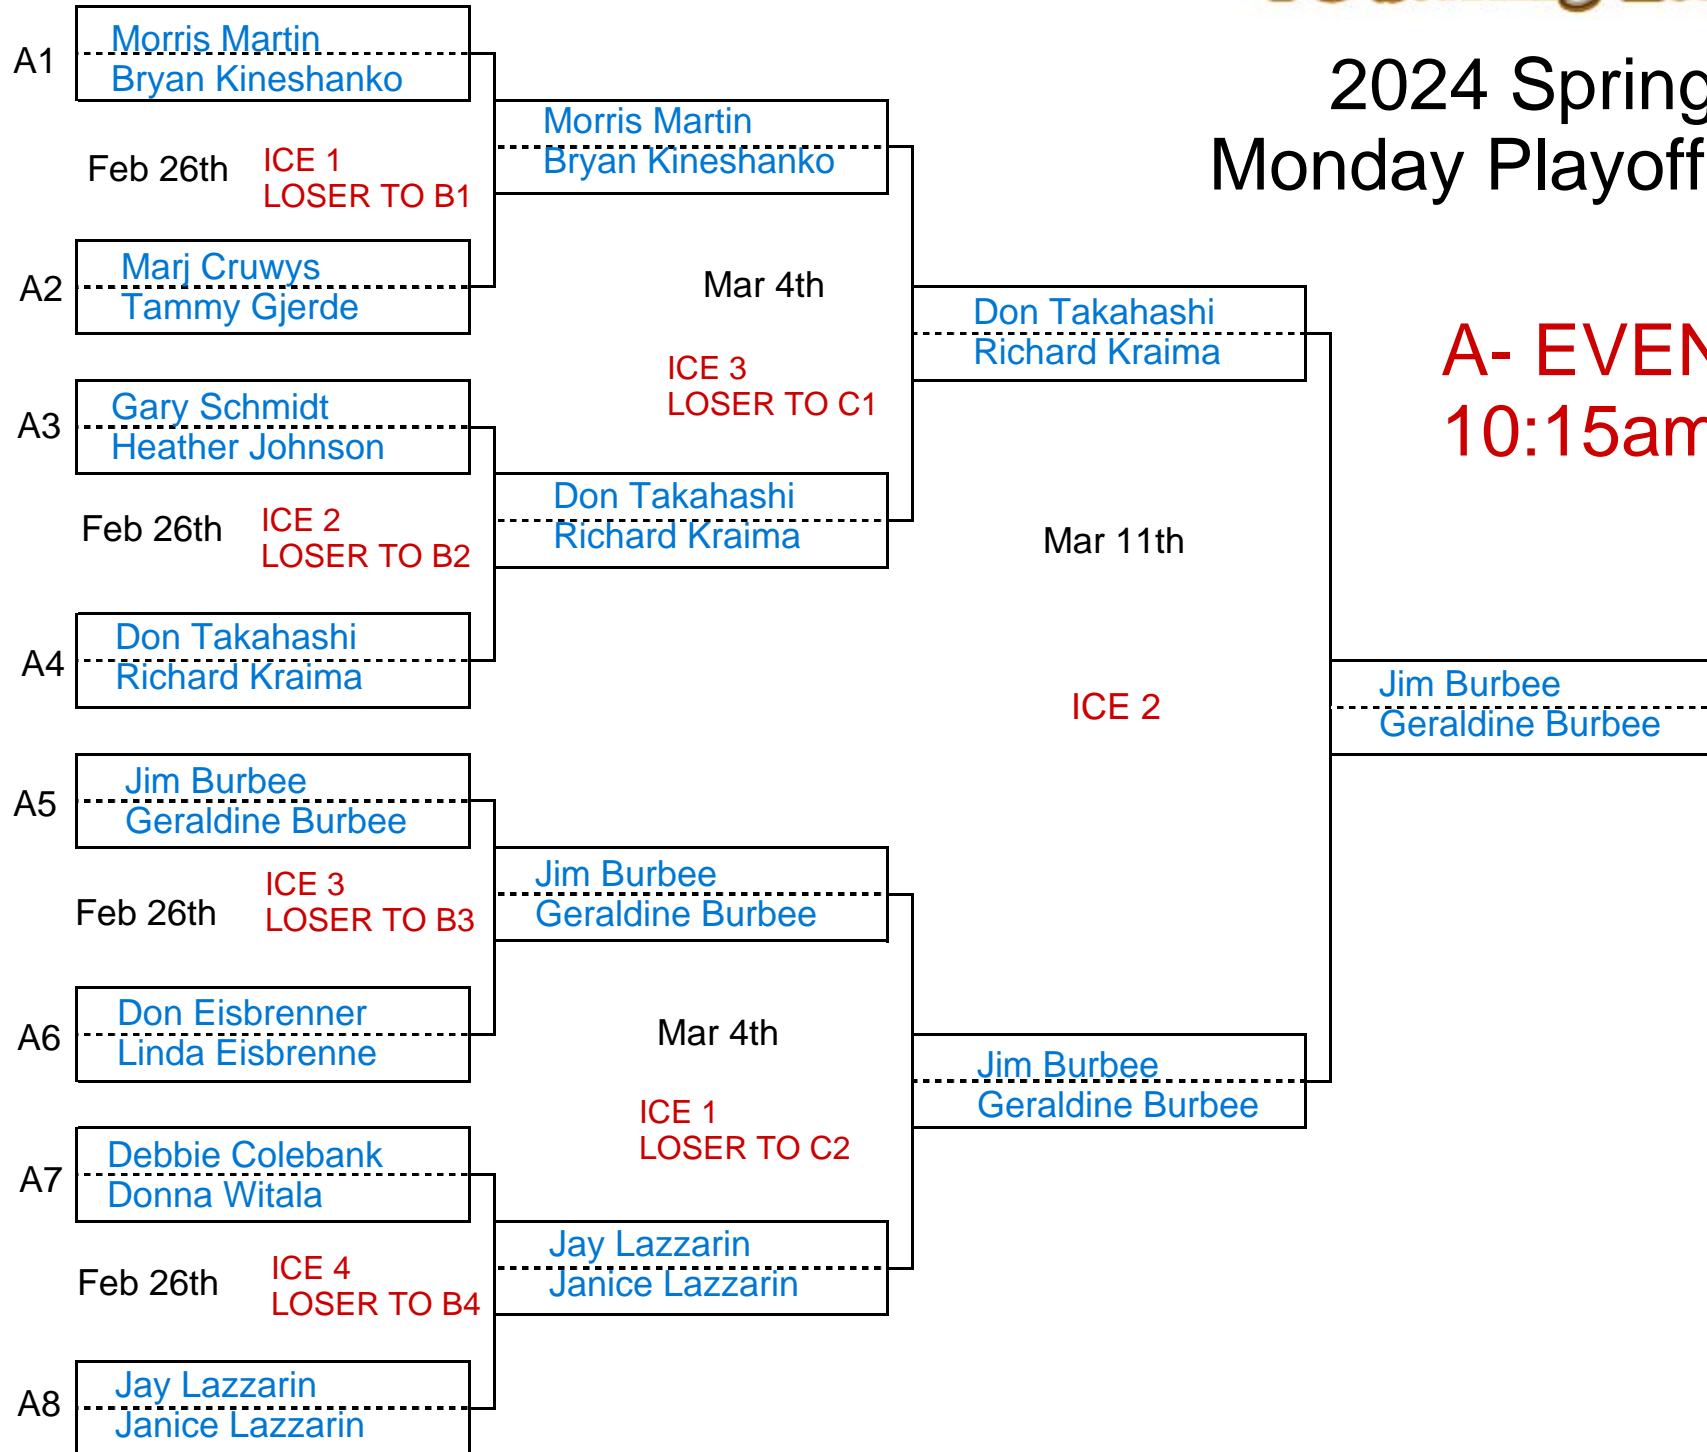 2024 Spring
Monday Playoff
A- EVEN
10:15am
A1
Morris Martin
Bryan Kineshanko
Feb 26th
ICE 1
LOSER TO B1
A2
Marj Cruwys
Tammy Gjerde
A3
Gary Schmidt
Heather Johnson
Feb 26th
ICE 2
LOSER TO B2
A4
Don Takahashi
Richard Kraima
A5
Jim Burbee
Geraldine Burbee
Feb 26th
ICE 3
LOSER TO B3
A6
Don Eisbrenner
Linda Eisbrenne
A7
Debbie Colebank
Donna Witala
Feb 26th
ICE 4
LOSER TO B4
A8
Jay Lazzarin
Janice Lazzarin
Morris Martin
Bryan Kineshanko
Mar 4th
ICE 3
LOSER TO C1
Don Takahashi
Richard Kraima
Jim Burbee
Geraldine Burbee
Mar 4th
ICE 1
LOSER TO C2
Jay Lazzarin
Janice Lazzarin
Don Takahashi
Richard Kraima
Mar 11th
ICE 2
Jim Burbee
Geraldine Burbee
Jim Burbee
Geraldine Burbee